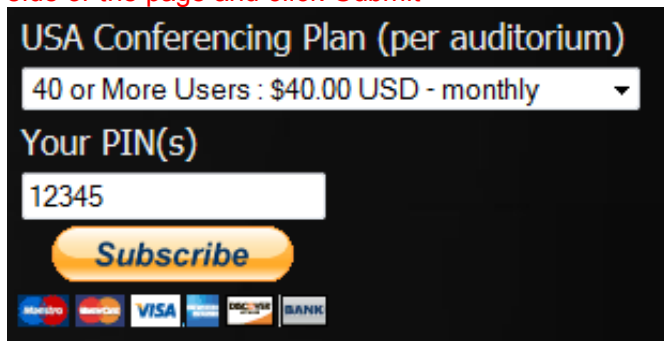 side of the page and click Submit
USA Conferencing Plan (per auditorium)
40 or More Users : $40.00 USD - monthly
Your PIN(s)
12345
Subscribe
Maestro MasterCard VISA DISCOVER BANK